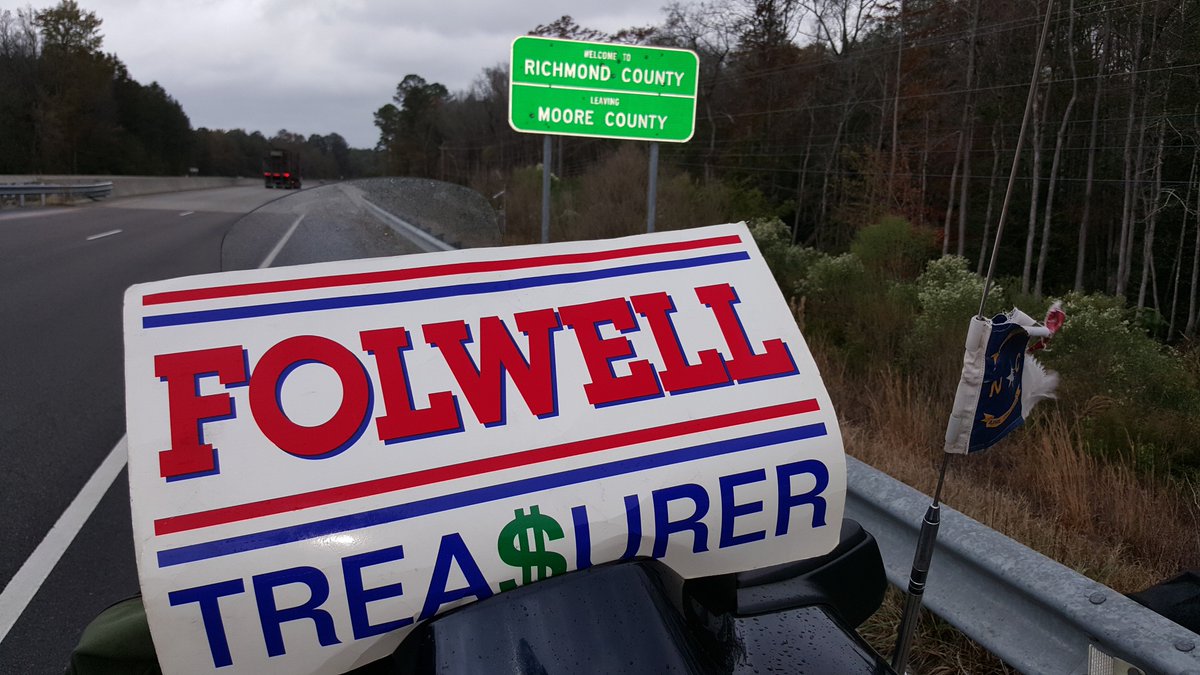 WELCOME TO
RICHMOND COUNTY
LEAVING
MOORE COUNTY
FOLWELL
TREA$URER
N C